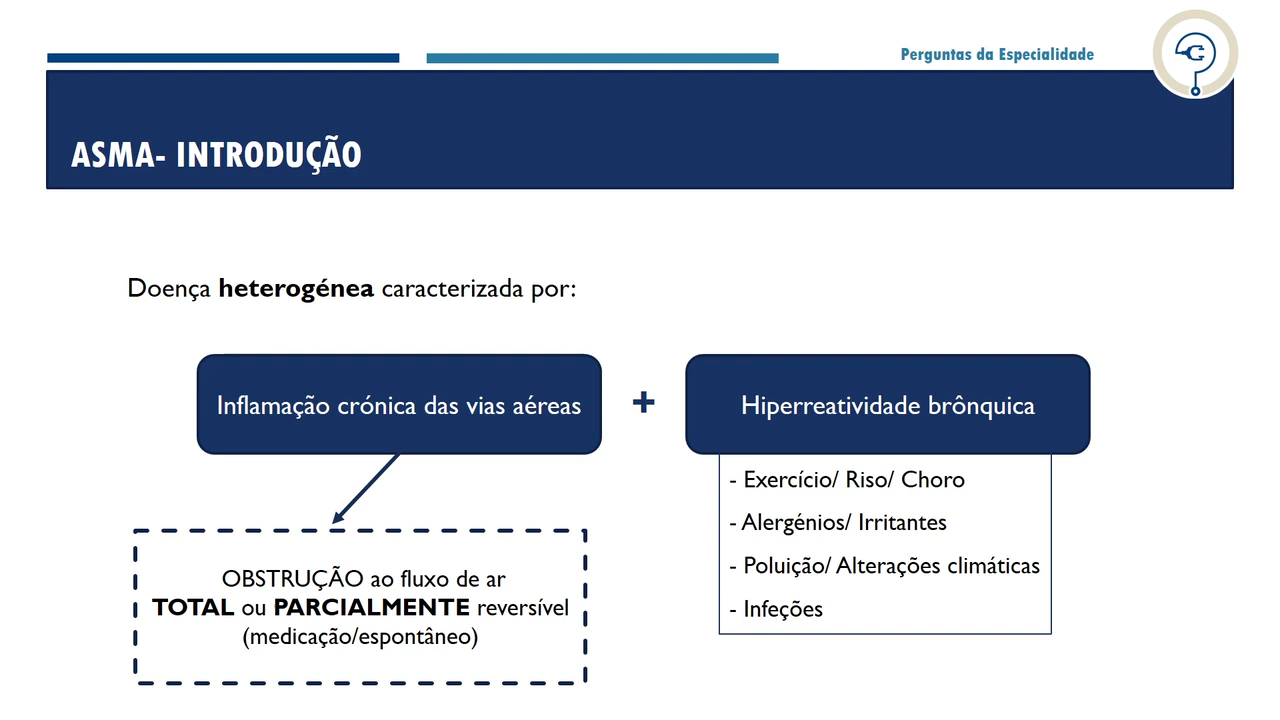 Perguntas da Especialidade
ASMA- INTRODUÇÃO
Doença heterogénea caracterizada por:
Inflamação crónica das vias aéreas
+
Hiperreatividade brônquica
- Exercício/ Riso/ Choro
- Alergénios/ Irritantes
- Poluição/ Alterações climáticas
- Infeções
OBSTRUÇÃO ao fluxo de ar
TOTAL ou PARCIALMENTE reversível
(medicação/espontâneo)